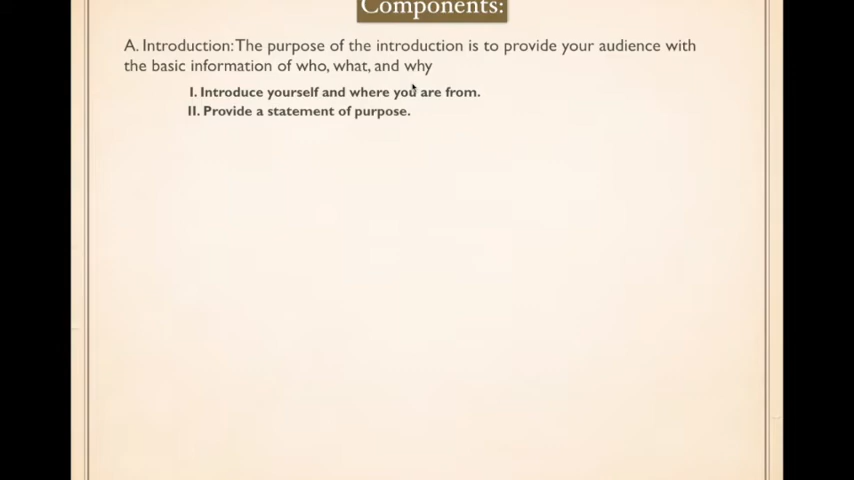 Components:
A. Introduction: The purpose of the introduction is to provide your audience with
the basic information of who, what, and why
I. Introduce yourself and where you are from.
II. Provide a statement of purpose.